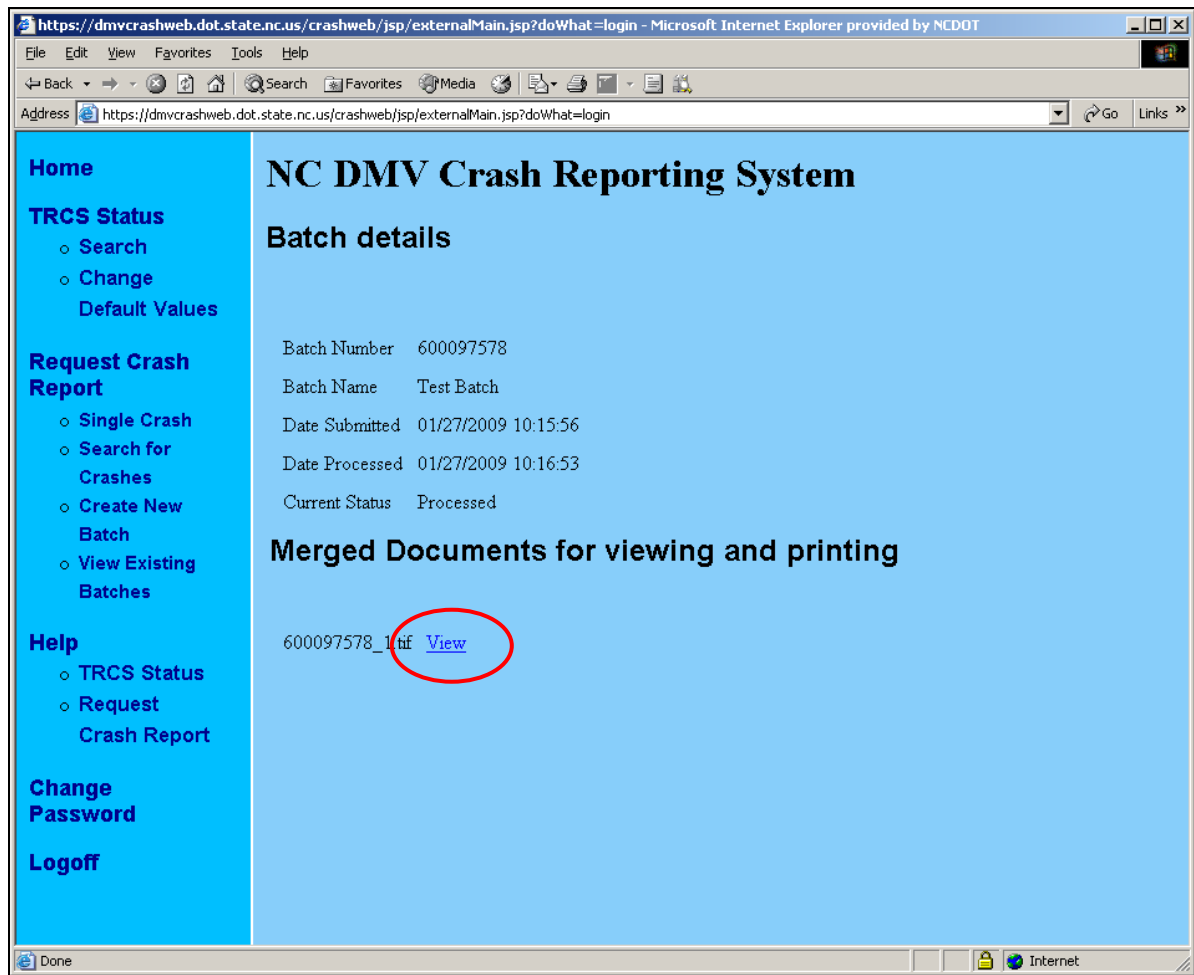 https://dmvcrashweb.dot.state.nc.us/crashweb/jsp/externalMain.jsp?doWhat=login - Microsoft Internet Explorer provided by NCDOT
File Edit View Favorites Tools Help
Back Search Favorites Media
Address https://dmvcrashweb.dot.state.nc.us/crashweb/jsp/externalMain.jsp?doWhat=login Go Links »
Home
TRCS Status
Search
Change
Default Values
Request Crash
Report
Single Crash
Search for
Crashes
Create New
Batch
View Existing
Batches
Help
TRCS Status
Request
Crash Report
Change
Password
Logoff
NC DMV Crash Reporting System
Batch details
Batch Number 600097578
Batch Name Test Batch
Date Submitted 01/27/2009 10:15:56
Date Processed 01/27/2009 10:16:53
Current Status Processed
Merged Documents for viewing and printing
600097578_1.tif View
Done Internet